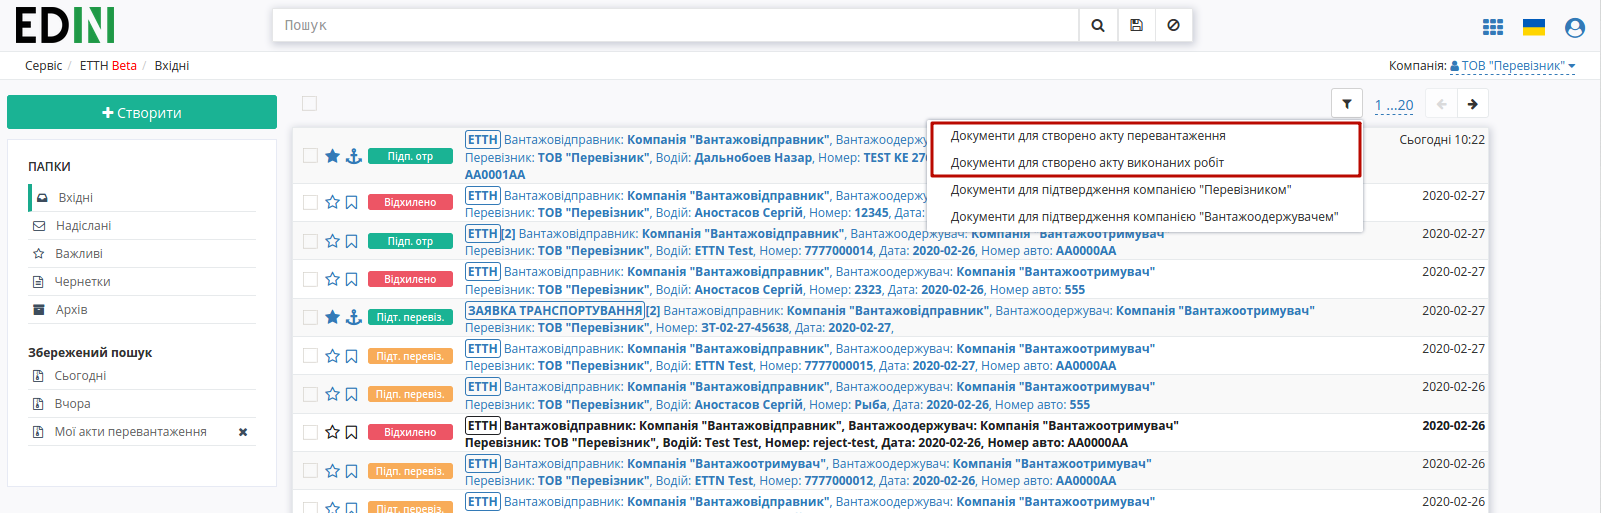 EDIN
Пошук
Сервіс / ЕТТН Beta / Вхідні
Компанія: ТОВ "Перевізник"
Створити
1 ...20
ПАПКИ
Вхідні
Надіслані
Важливі
Чернетки
Архів
Збережений пошук
Сьогодні
Вчора
Мої акти перевантаження
Документи для створено акту перевантаження
Документи для створено акту виконаних робіт
Документи для підтвердження компанією "Перевізником"
Документи для підтвердження компанією "Вантажоодержувачем"
Підп. отр
ЕТТН Вантажовідправник: Компанія "Вантажовідправник", Вантажоодержу
Сьогодні 10:22
Перевізник: ТОВ "Перевізник", Водій: Дальнобоев Назар, Номер: TEST KE
AA0001AA
Відхилено
ЕТТН Вантажовідправник: Компанія "Вантажовідправник", Вантажоодержу
2020-02-27
Перевізник: ТОВ "Перевізник", Водій: Аностасов Сергій, Номер: 12345, Дата:
Підп. отр
ЕТТН[2] Вантажовідправник: Компанія "Вантажовідправник", Вантажоодержувач: Компанія "Вантажоотримувач"
2020-02-27
Перевізник: ТОВ "Перевізник", Водій: ETTN Test, Номер: 7777000014, Дата: 2020-02-26, Номер авто: AA0000AA
Відхилено
ЕТТН Вантажовідправник: Компанія "Вантажовідправник", Вантажоодержувач: Компанія "Вантажоотримувач"
2020-02-27
Перевізник: ТОВ "Перевізник", Водій: Аностасов Сергій, Номер: 2323, Дата: 2020-02-26, Номер авто: 555
Підт. перевіз.
ЗАЯВКА ТРАНСПОРТУВАННЯ[2] Вантажовідправник: Компанія "Вантажовідправник", Вантажоодержувач: Компанія "Вантажоотримувач"
2020-02-27
Перевізник: ТОВ "Перевізник", Номер: ЗТ-02-27-45638, Дата: 2020-02-27,
Підт. перевіз.
ЕТТН Вантажовідправник: Компанія "Вантажовідправник", Вантажоодержувач: Компанія "Вантажоотримувач"
2020-02-27
Перевізник: ТОВ "Перевізник", Водій: ETTN Test, Номер: 7777000015, Дата: 2020-02-27, Номер авто: AA0000AA
Підп. перевіз.
ЕТТН Вантажовідправник: Компанія "Вантажовідправник", Вантажоодержувач: Компанія "Вантажоотримувач"
2020-02-26
Перевізник: ТОВ "Перевізник", Водій: Аностасов Сергій, Номер: Рыба, Дата: 2020-02-26, Номер авто: 555
Відхилено
ЕТТН Вантажовідправник: Компанія "Вантажовідправник", Вантажоодержувач: Компанія "Вантажоотримувач"
2020-02-26
Перевізник: ТОВ "Перевізник", Водій: Test Test, Номер: reject-test, Дата: 2020-02-26, Номер авто: AA0000AA
Підп. перевіз.
ЕТТН Вантажовідправник: Компанія "Вантажоотримувач", Вантажоодержувач: Компанія "Вантажоотримувач"
2020-02-26
Перевізник: ТОВ "Перевізник", Водій: ETTN Test, Номер: 7777000012, Дата: 2020-02-26, Номер авто: AA0000AA
Підт. перевіз.
ЕТТН Вантажовідправник: Компанія "Вантажовідправник", Вантажоодержувач: Компанія "Вантажоотримувач"
2020-02-26